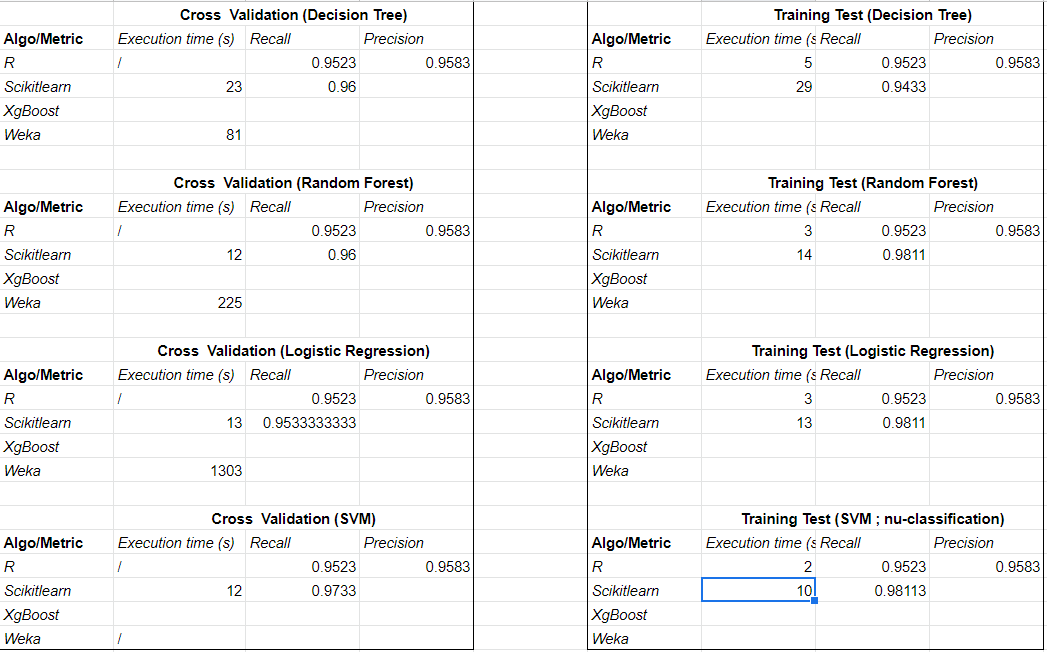 Cross Validation (Decision Tree) Training Test (Decision Tree)
Algo/Metric Execution time (s) Recall Precision Algo/Metric Execution time (s Recall Precision
R / 0.9523 0.9583 R 5 0.9523 0.9583
Scikitlearn 23 0.96 Scikitlearn 29 0.9433
XgBoost XgBoost
Weka 81 Weka
Cross Validation (Random Forest) Training Test (Random Forest)
Algo/Metric Execution time (s) Recall Precision Algo/Metric Execution time (s Recall Precision
R / 0.9523 0.9583 R 3 0.9523 0.9583
Scikitlearn 12 0.96 Scikitlearn 14 0.9811
XgBoost XgBoost
Weka 225 Weka
Cross Validation (Logistic Regression) Training Test (Logistic Regression)
Algo/Metric Execution time (s) Recall Precision Algo/Metric Execution time (s Recall Precision
R / 0.9523 0.9583 R 3 0.9523 0.9583
Scikitlearn 13 0.9533333333 Scikitlearn 13 0.9811
XgBoost XgBoost
Weka 1303 Weka
Cross Validation (SVM) Training Test (SVM ; nu-classification)
Algo/Metric Execution time (s) Recall Precision Algo/Metric Execution time (s Recall Precision
R / 0.9523 0.9583 R 2 0.9523 0.9583
Scikitlearn 12 0.9733 Scikitlearn 10 0.98113
XgBoost XgBoost
Weka / Weka